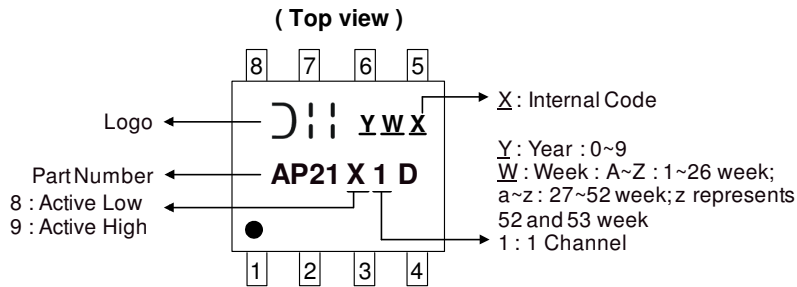 ( Top view )
8 7 6 5
Logo
Y W X
X : Internal Code
Y : Year : 0~9
W : Week : A~Z : 1~26 week;
a~z : 27~52 week; z represents
52 and 53 week
1 : 1 Channel
Part Number
AP21 X 1 D
8 : Active Low
9 : Active High
1 2 3 4